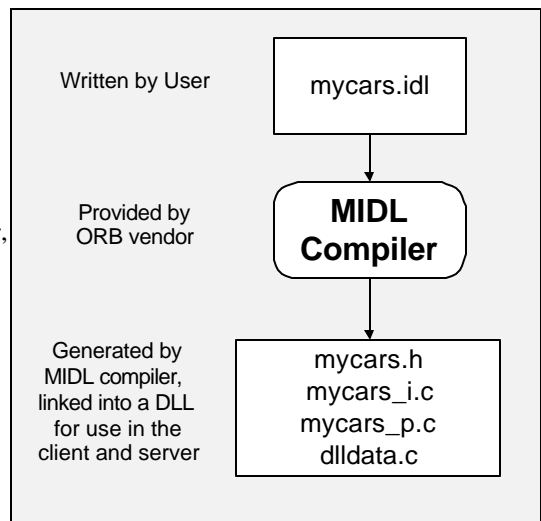 Written by User
mycars.idl
Provided by
ORB vendor
,
MIDL
Compiler
Generated by
MIDL compiler,
linked into a DLL
for use in the
client and server
mycars.h
mycars_i.c
mycars_p.c
dlldata.c